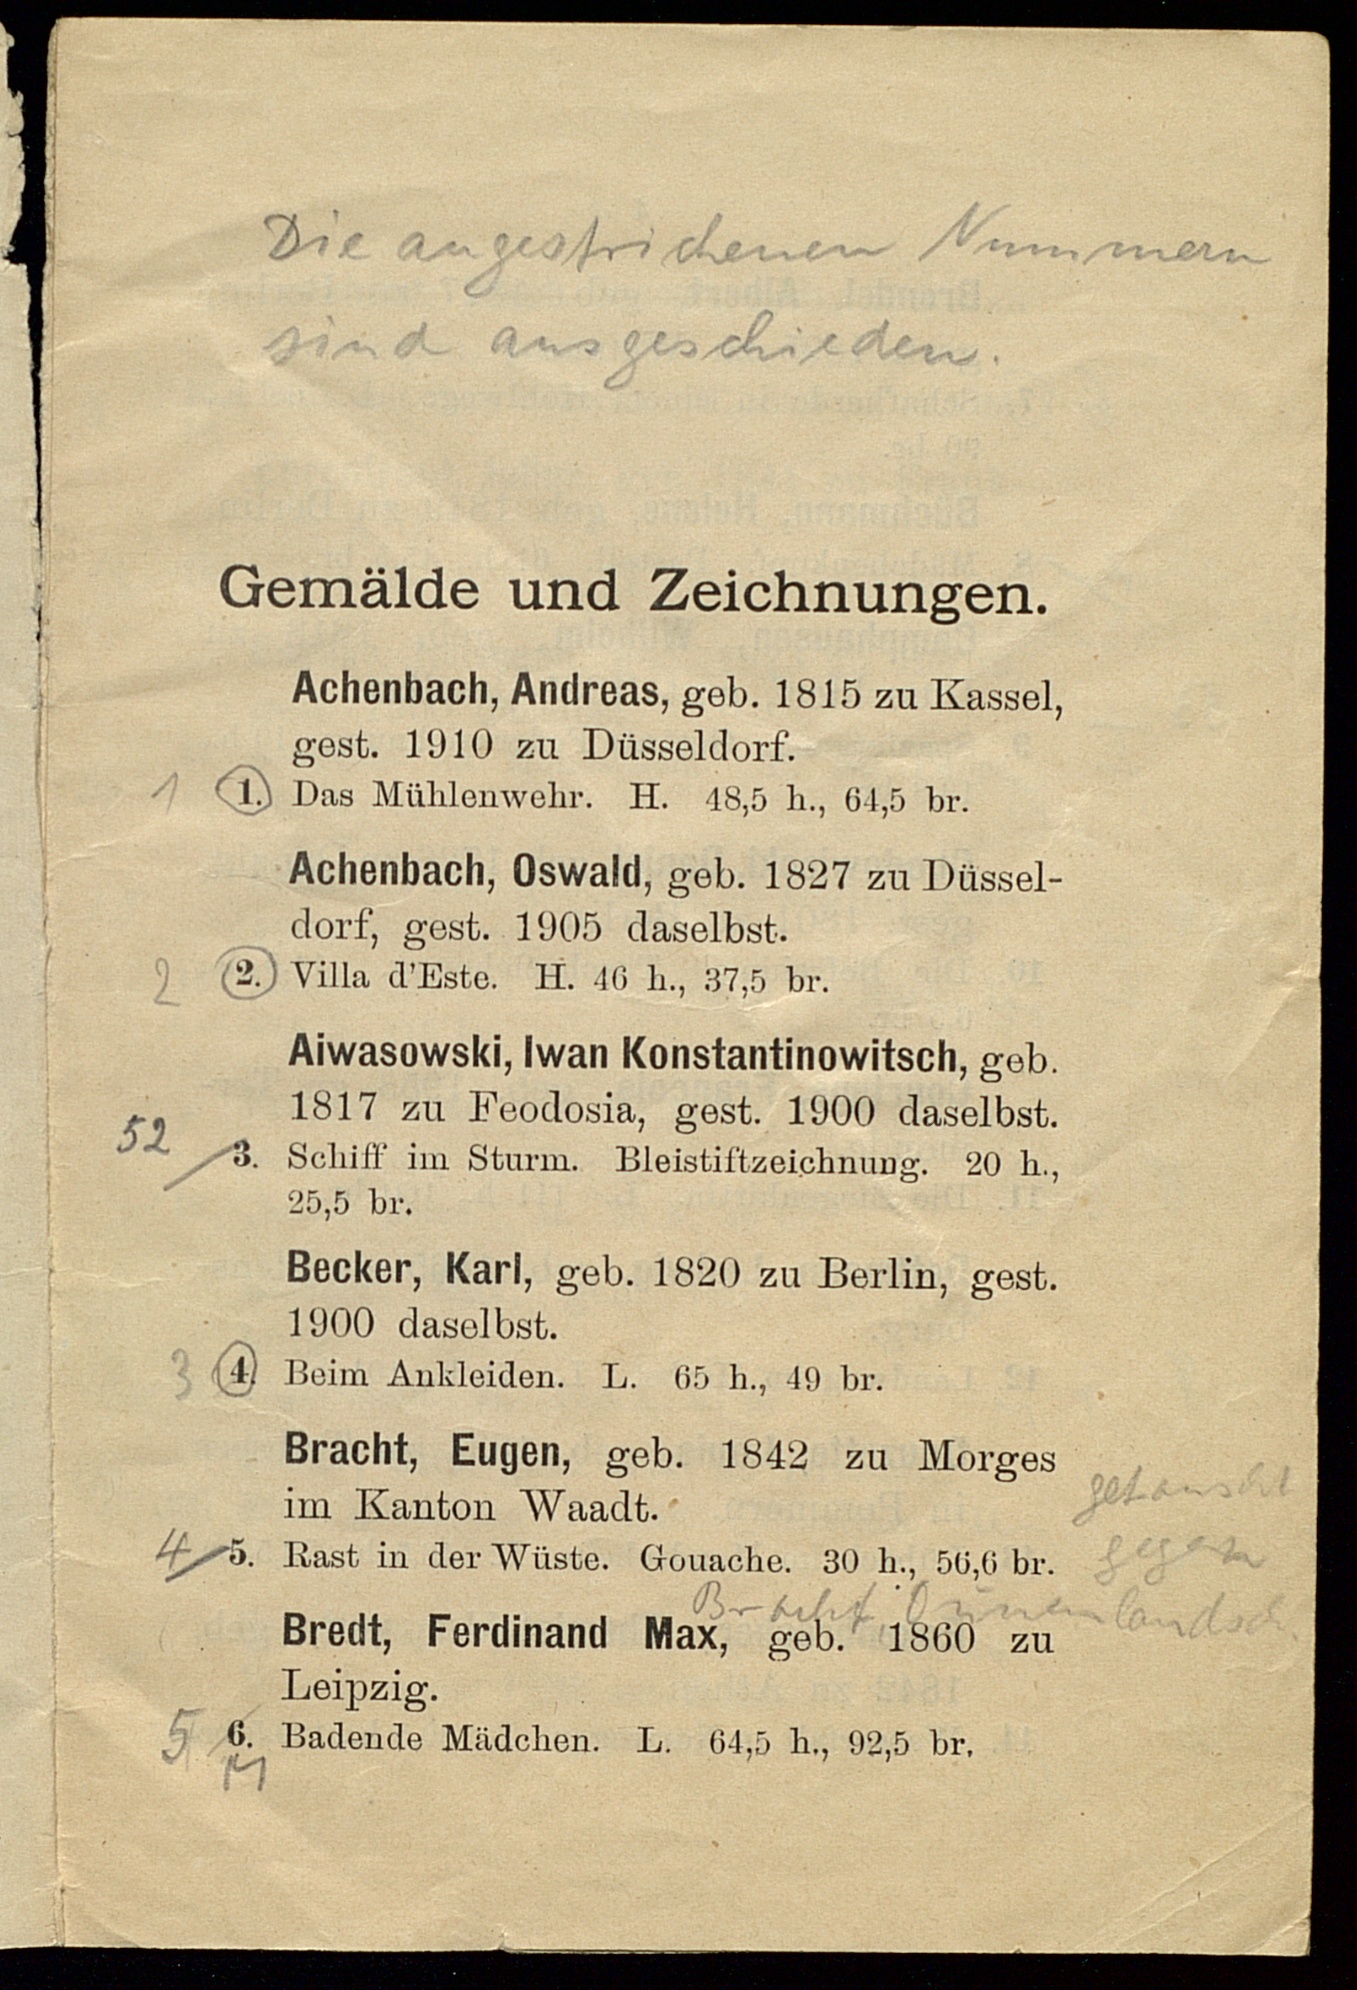 Die angestrichenen Nummern
sind ausgeschieden.
Gemälde und Zeichnungen.
Achenbach, Andreas, geb. 1815 zu Kassel,
gest. 1910 zu Düsseldorf.
1 1. Das Mühlenwehr. H. 48,5 h., 64,5 br.
Achenbach, Oswald, geb. 1827 zu Düssel-
dorf, gest. 1905 daselbst.
2 2. Villa d'Este. H. 46 h., 37,5 br.
Aiwasowski, Iwan Konstantinowitsch, geb.
1817 zu Feodosia, gest. 1900 daselbst.
52 3. Schiff im Sturm. Bleistiftzeichnung. 20 h.,
25,5 br.
Becker, Karl, geb. 1820 zu Berlin, gest.
1900 daselbst.
3 4. Beim Ankleiden. L. 65 h., 49 br.
Bracht, Eugen, geb. 1842 zu Morges
im Kanton Waadt.
getauscht
4 5. Rast in der Wüste. Gouache. 30 h., 56,6 br.
gegen
Bracht, Dünenlandsch.
Bredt, Ferdinand Max, geb. 1860 zu
Leipzig.
5 6. Badende Mädchen. L. 64,5 h., 92,5 br.